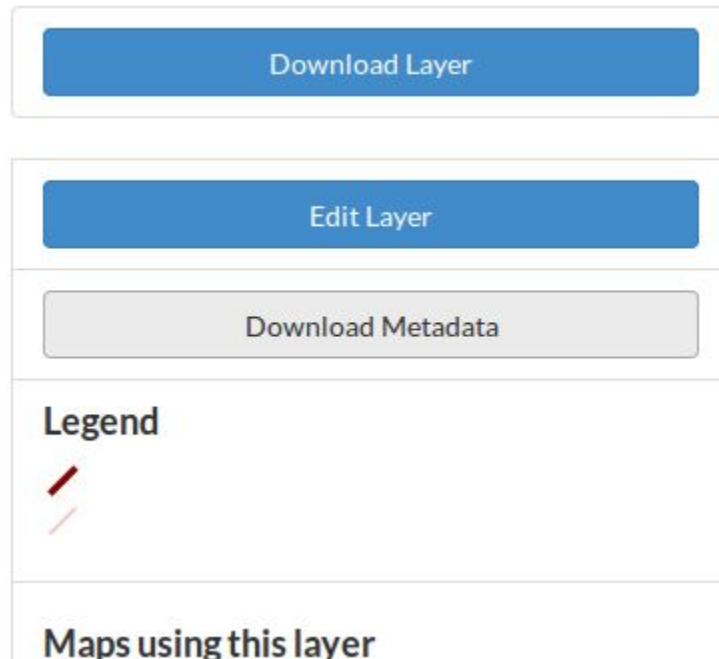 Download Layer
Edit Layer
Download Metadata
Legend
Maps using this layer